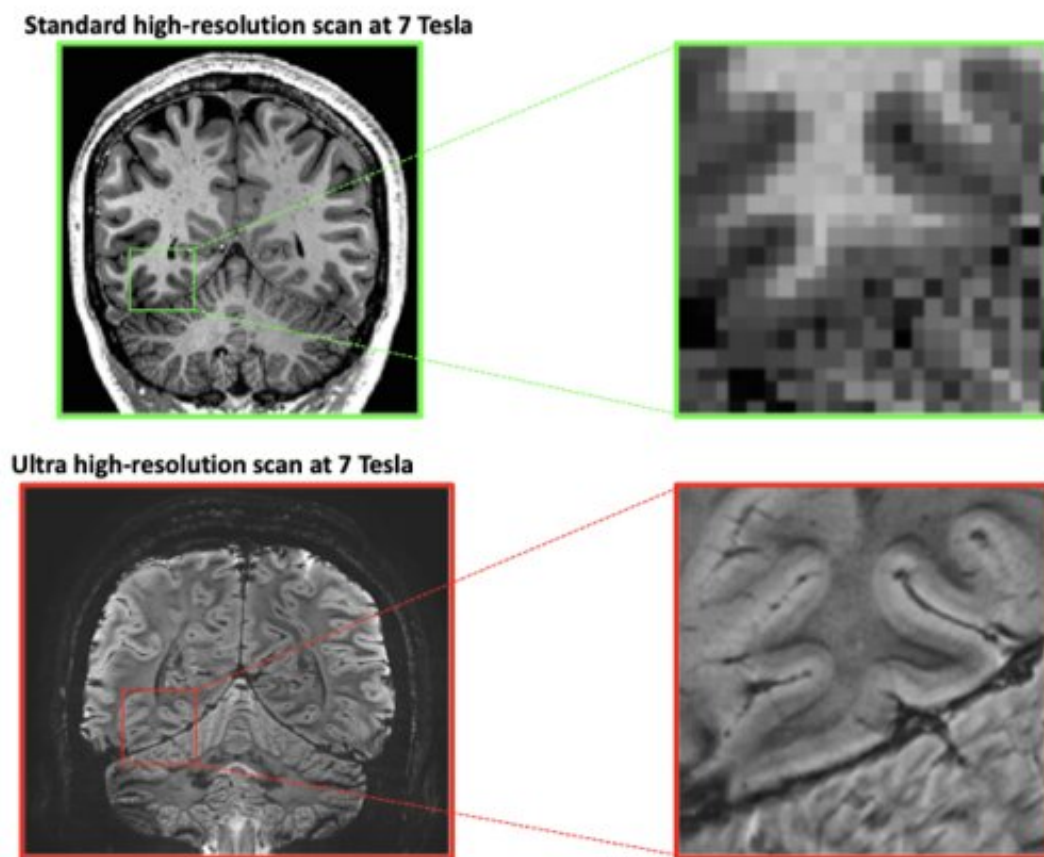 Standard high-resolution scan at 7 Tesla
Ultra high-resolution scan at 7 Tesla